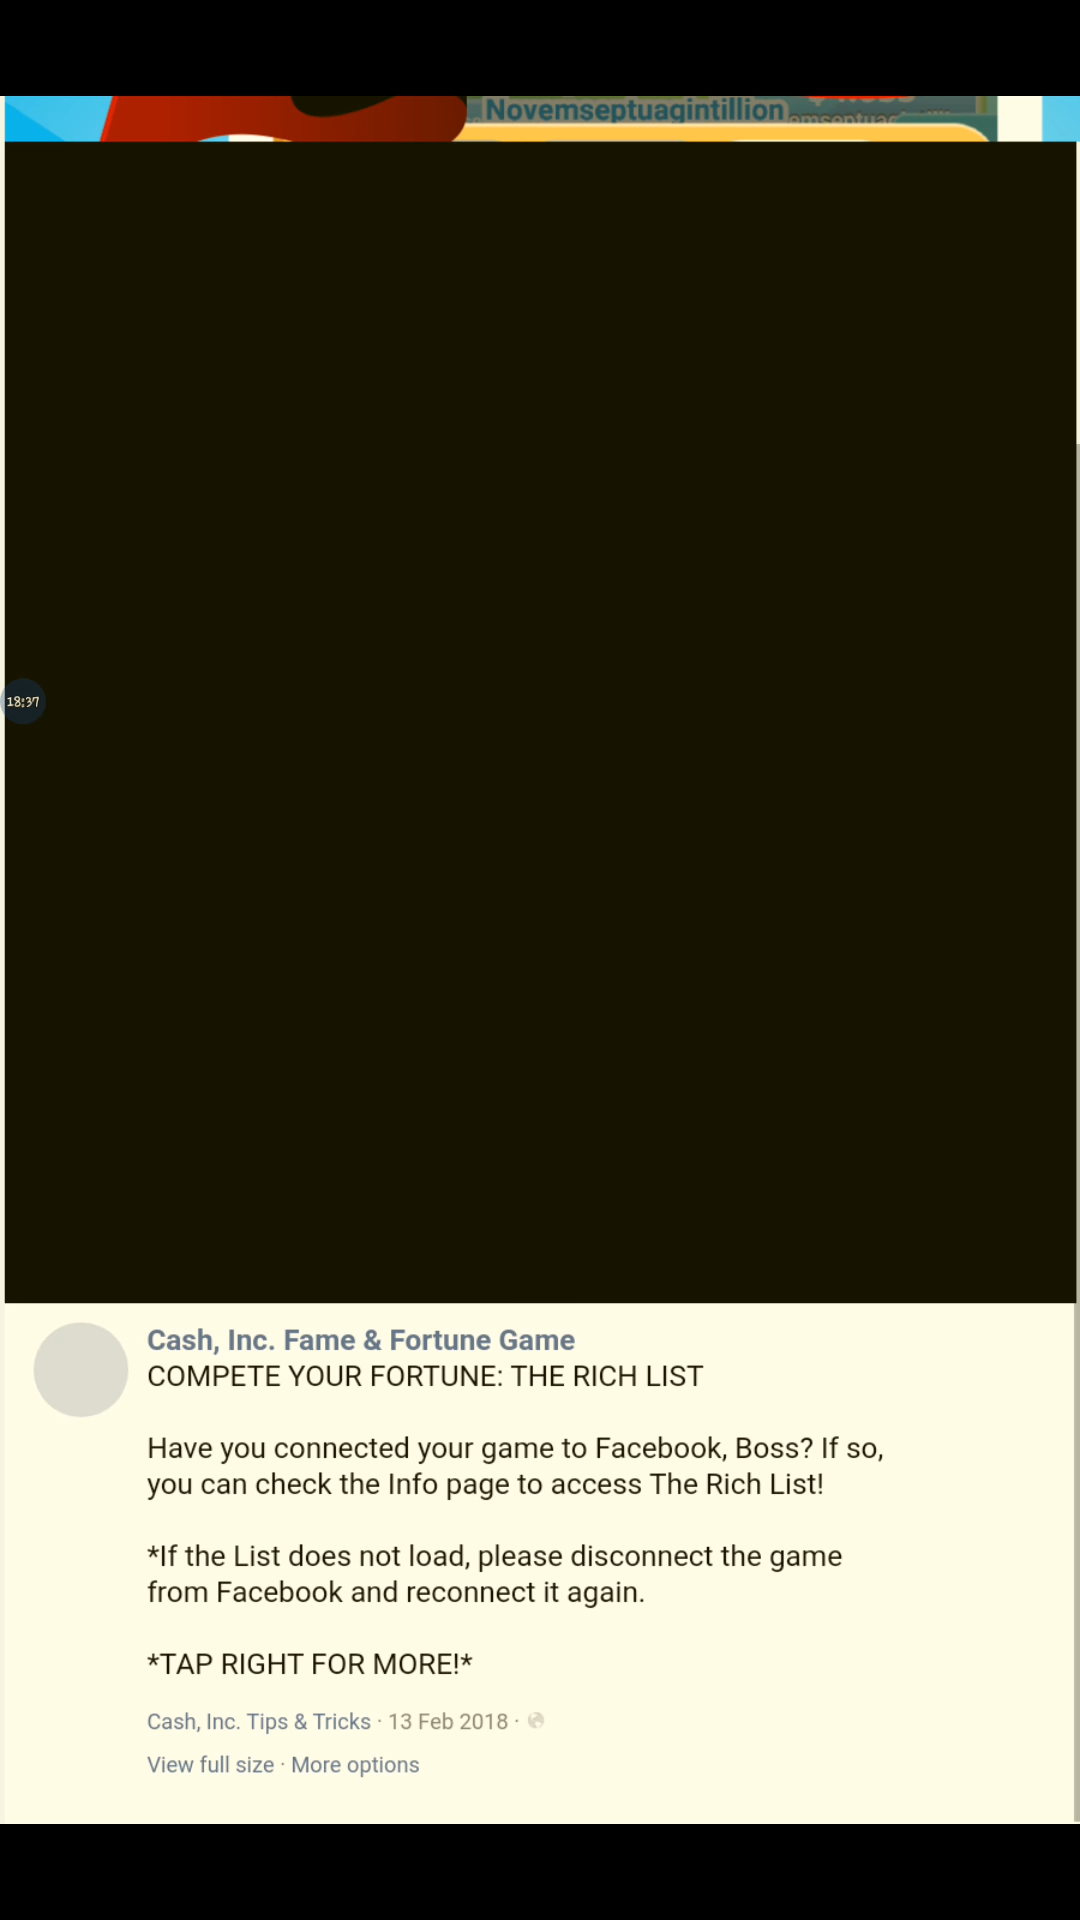 Novemseptuagintillion
18:37
Cash, Inc. Fame & Fortune Game
COMPETE YOUR FORTUNE: THE RICH LIST
Have you connected your game to Facebook, Boss? If so,
you can check the Info page to access The Rich List!
*If the List does not load, please disconnect the game
from Facebook and reconnect it again.
*TAP RIGHT FOR MORE!*
Cash, Inc. Tips & Tricks · 13 Feb 2018 ·
View full size · More options